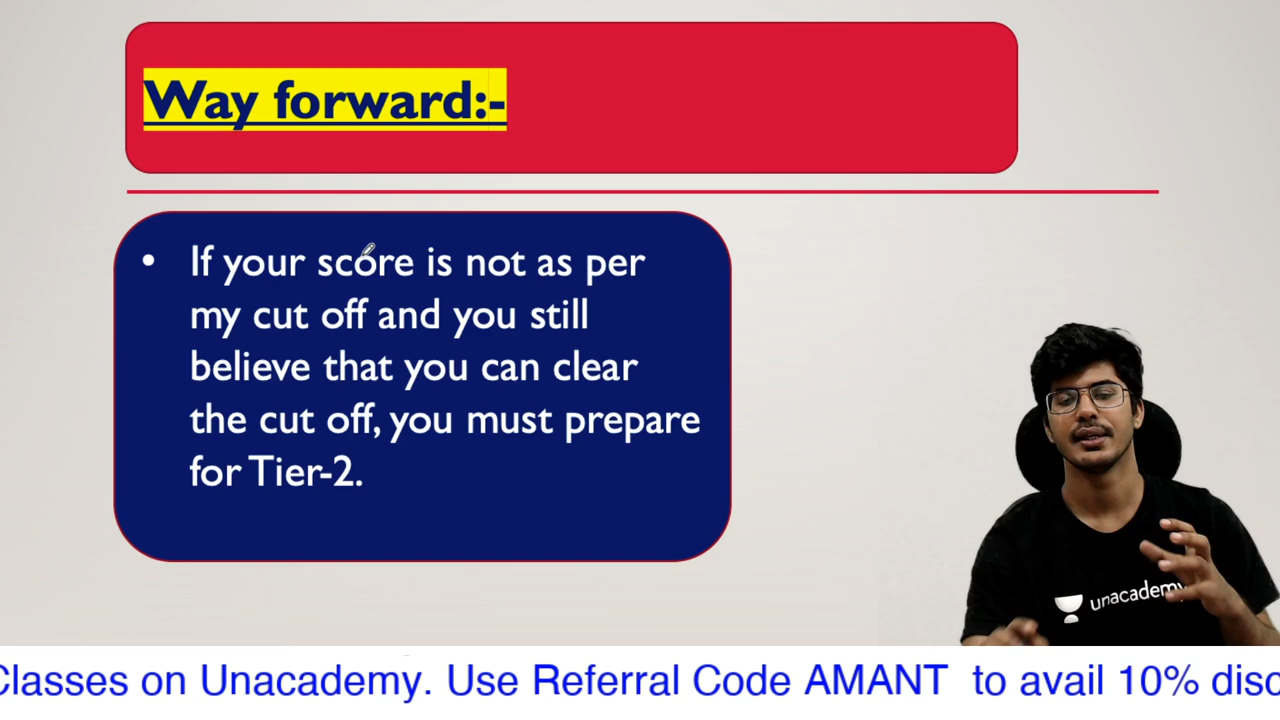 Way forward:-
• If your score is not as per
my cut off and you still
believe that you can clear
the cut off, you must prepare
for Tier-2.
unacademy
Classes on Unacademy. Use Referral Code AMANT to avail 10%